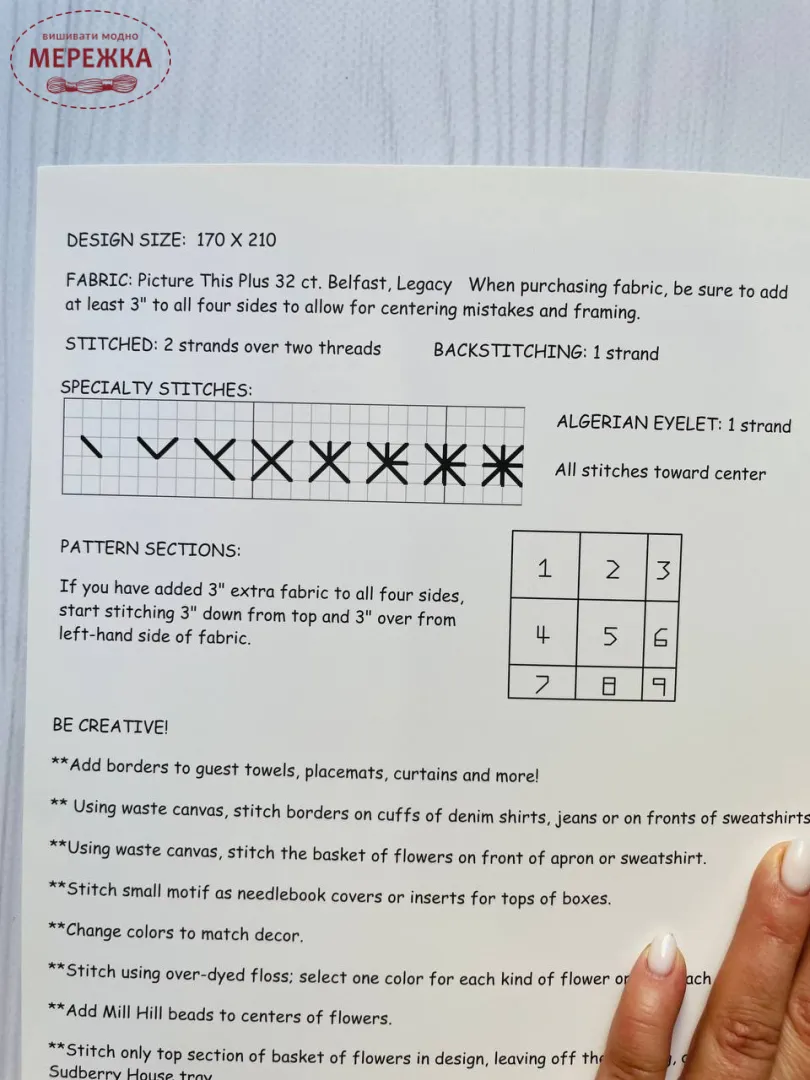 вишивати модно
МЕРЕЖКА
DESIGN SIZE: 170 X 210
FABRIC: Picture This Plus 32 ct. Belfast, Legacy When purchasing fabric, be sure to add
at least 3" to all four sides to allow for centering mistakes and framing.
STITCHED: 2 strands over two threads BACKSTITCHING: 1 strand
SPECIALTY STITCHES:
ALGERIAN EYELET: 1 strand
All stitches toward center
PATTERN SECTIONS:
If you have added 3" extra fabric to all four sides,
start stitching 3" down from top and 3" over from
left-hand side of fabric.
1 2 3
4 5 6
7 8 9
BE CREATIVE!
**Add borders to guest towels, placemats, curtains and more!
** Using waste canvas, stitch borders on cuffs of denim shirts, jeans or on fronts of sweatshirts
**Using waste canvas, stitch the basket of flowers on front of apron or sweatshirt.
**Stitch small motif as needlebook covers or inserts for tops of boxes.
**Change colors to match decor.
**Stitch using over-dyed floss; select one color for each kind of flower or
**Add Mill Hill beads to centers of flowers.
**Stitch only top section of basket of flowers in design, leaving off
Sudberry House tray